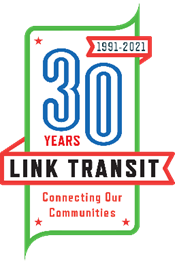 1991-2021
30
YEARS
LINK TRANSIT
Connecting Our
Communities